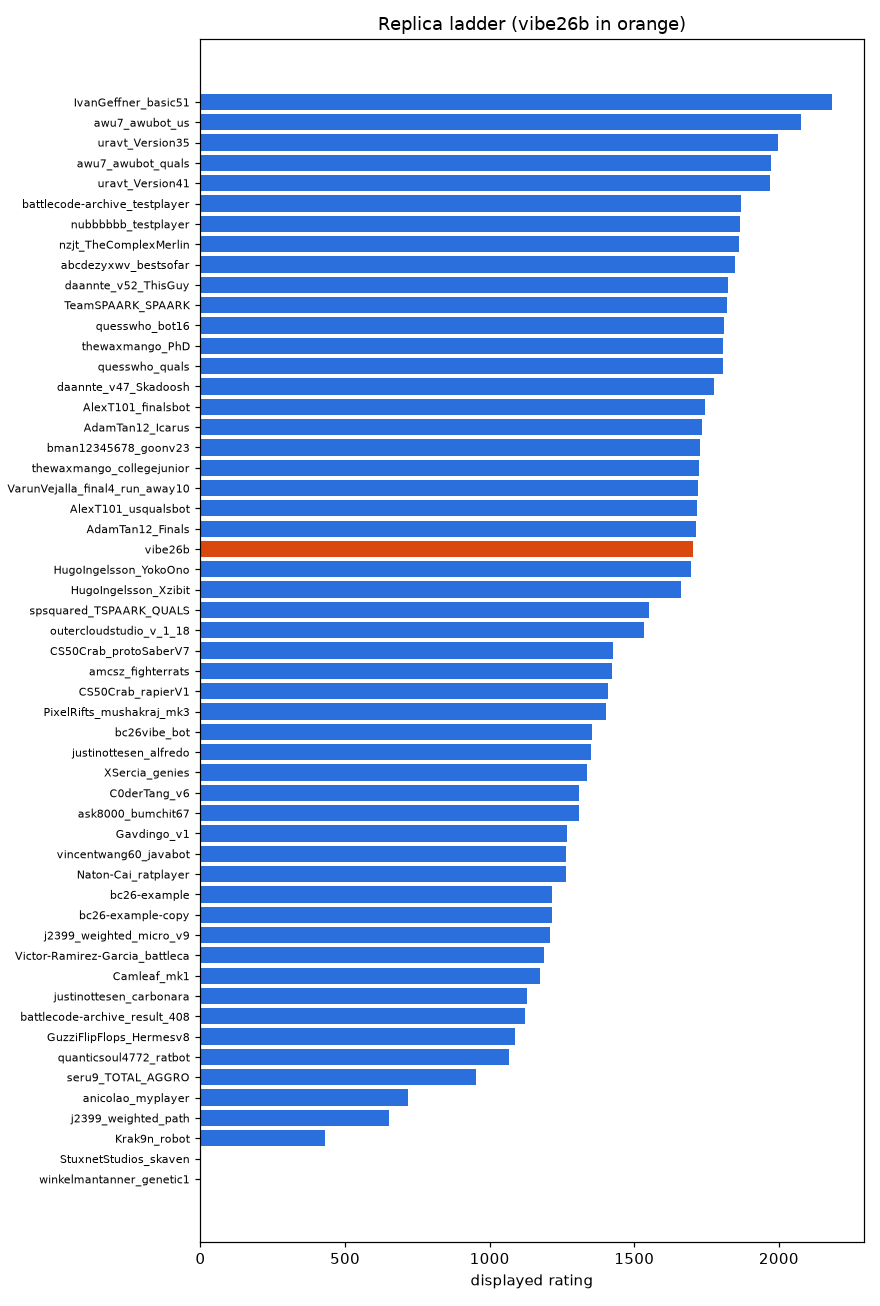 Replica ladder (vibe26b in orange)
IvanGeffner_basic51
awu7_awubot_us
uravt_Version35
awu7_awubot_quals
uravt_Version41
battlecode-archive_testplayer
nubbbbbb_testplayer
nzjt_TheComplexMerlin
abcdezyxwv_bestsofar
daannte_v52_ThisGuy
TeamSPAARK_SPAARK
quesswho_bot16
thewaxmango_PhD
quesswho_quals
daannte_v47_Skadoosh
AlexT101_finalsbot
AdamTan12_Icarus
bman12345678_goonv23
thewaxmango_collegejunior
VarunVejalla_final4_run_away10
AlexT101_usqualsbot
AdamTan12_Finals
vibe26b
HugoIngelsson_YokoOno
HugoIngelsson_Xzibit
spsquared_TSPAARK_QUALS
outercloudstudio_v_1_18
CS50Crab_protoSaberV7
amcsz_fighterrats
CS50Crab_rapierV1
PixelRifts_mushakraj_mk3
bc26vibe_bot
justinottesen_alfredo
XSercia_genies
C0derTang_v6
ask8000_bumchit67
Gavdingo_v1
vincentwang60_javabot
Naton-Cai_ratplayer
bc26-example
bc26-example-copy
j2399_weighted_micro_v9
Victor-Ramirez-Garcia_battleca
Camleaf_mk1
justinottesen_carbonara
battlecode-archive_result_408
GuzziFlipFlops_Hermesv8
quanticsoul4772_ratbot
seru9_TOTAL_AGGRO
anicolao_myplayer
j2399_weighted_path
Krak9n_robot
StuxnetStudios_skaven
winkelmantanner_genetic1
0 500 1000 1500 2000
displayed rating